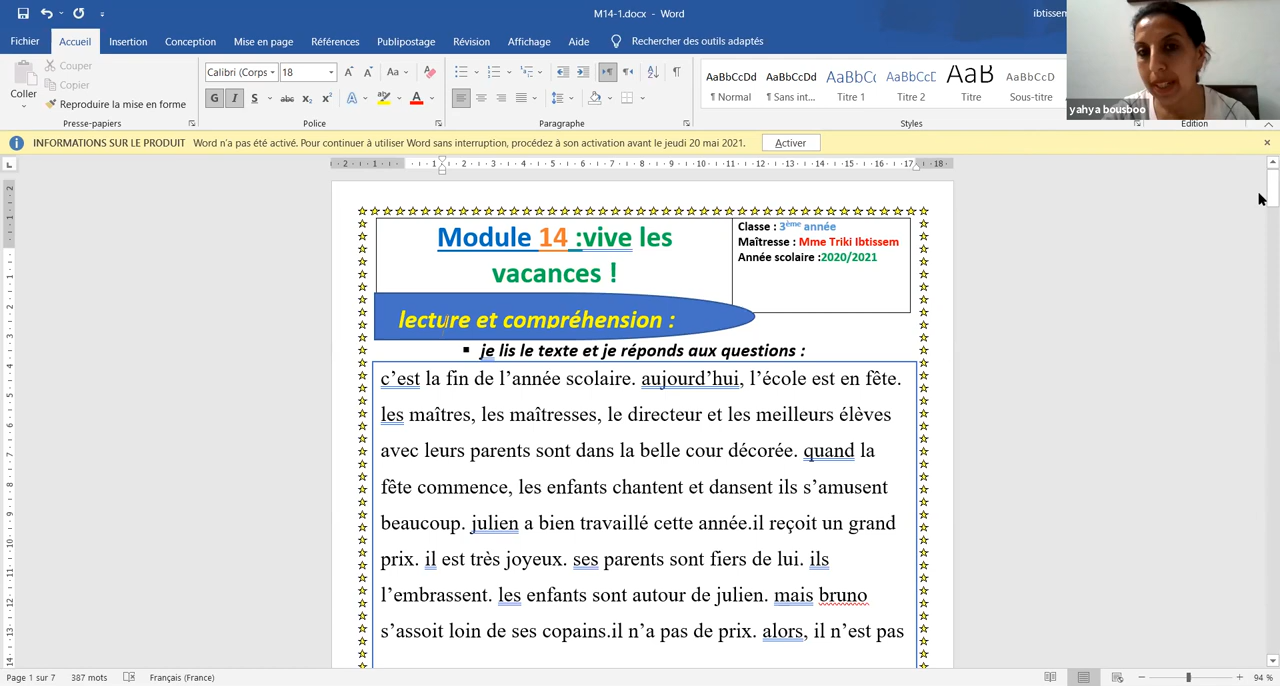 M14-1.docx - Word
ibtissem
Fichier Accueil Insertion Conception Mise en page Références Publipostage Révision Affichage Aide Rechercher des outils adaptés
Coller
Couper
Copier
Reproduire la mise en forme
Presse-papiers
Calibri (Corps 18
Police
Paragraphe
AaBbCcDd AaBbCcDd AaBbCc AaBbCcD AaB AaBbCcD
¶ Normal ¶ Sans int... Titre 1 Titre 2 Titre Sous-titre
Styles
Edition
yahya bousboo
INFORMATIONS SUR LE PRODUIT Word n'a pas été activé. Pour continuer à utiliser Word sans interruption, procédez à son activation avant le jeudi 20 mai 2021. Activer
Module 14 :vive les
vacances !
Classe : 3ème année
Maîtresse : Mme Triki Ibtissem
Année scolaire :2020/2021
lecture et compréhension :
▪ je lis le texte et je réponds aux questions :
c'est la fin de l'année scolaire. aujourd'hui, l'école est en fête.
les maîtres, les maîtresses, le directeur et les meilleurs élèves
avec leurs parents sont dans la belle cour décorée. quand la
fête commence, les enfants chantent et dansent ils s'amusent
beaucoup. julien a bien travaillé cette année.il reçoit un grand
prix. il est très joyeux. ses parents sont fiers de lui. ils
l'embrassent. les enfants sont autour de julien. mais bruno
s'assoit loin de ses copains.il n'a pas de prix. alors, il n'est pas
Page 1 sur 7 387 mots Français (France) 94 %